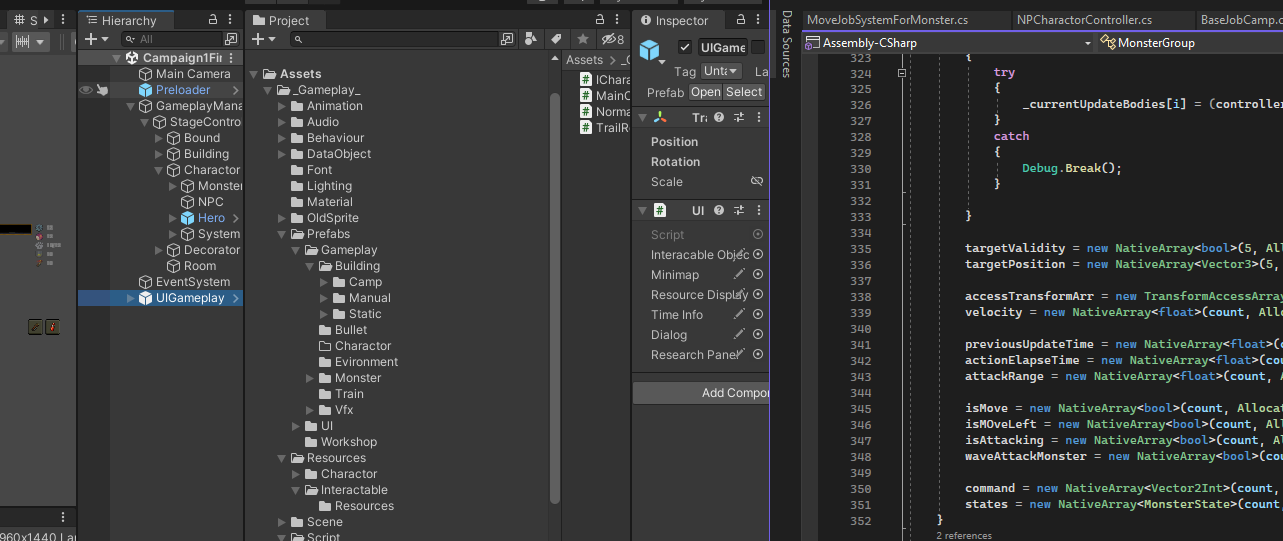 S
Hierarchy
All
Campaign1Fir
Main Camera
Preloader
GameplayMana
StageContro
Bound
Building
Charactor
Monster
NPC
Hero
System
Decorator
Room
EventSystem
UIGameplay
960x1440 La
Project
8
Assets
_Gameplay_
Animation
Audio
Behaviour
DataObject
Font
Lighting
Material
OldSprite
Prefabs
Gameplay
Building
Camp
Manual
Static
Bullet
Charactor
Evironment
Monster
Train
Vfx
UI
Workshop
Resources
Charactor
Interactable
Resources
Scene
Script
Assets > _G
IChara
MainC
Norma
TrailRe
Inspector
UIGame
Tag Unta La
Prefab Open Select
Tra
Position
Rotation
Scale
UI
Script
Interacable Objec
Minimap
Resource Display
Time Info
Dialog
Research Panel
Add Compon
Data Sources
MoveJobSystemForMonster.cs NPCharactorController.cs BaseJobCamp.cs
Assembly-CSharp MonsterGroup
323 {
324 try
325 {
326 _currentUpdateBodies[i] = (controller
327 }
328 catch
329 {
330 Debug.Break();
331 }
332
333 }
334
335 targetValidity = new NativeArray<bool>(5, All
336 targetPosition = new NativeArray<Vector3>(5,
337
338 accessTransformArr = new TransformAccessArray
339 velocity = new NativeArray<float>(count, Allo
340
341 previousUpdateTime = new NativeArray<float>(c
342 actionElapseTime = new NativeArray<float>(cou
343 attackRange = new NativeArray<float>(count, A
344
345 isMove = new NativeArray<bool>(count, Allocat
346 isMOveLeft = new NativeArray<bool>(count, All
347 isAttacking = new NativeArray<bool>(count, Al
348 waveAttackMonster = new NativeArray<bool>(cou
349
350 command = new NativeArray<Vector2Int>(count,
351 states = new NativeArray<MonsterState>(count,
352 }
2 references